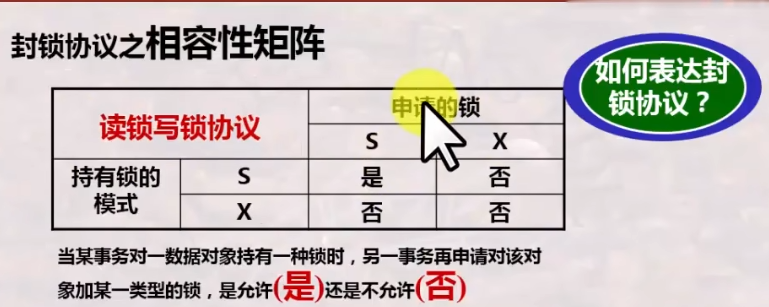 封锁协议之相容性矩阵
如何表达封
锁协议？
读锁写锁协议
申请的锁
S X
持有锁的
模式
S 是 否
X 否 否
当某事务对一数据对象持有一种锁时，另一事务再申请对该对
象加某一类型的锁，是允许(是)还是不允许(否)